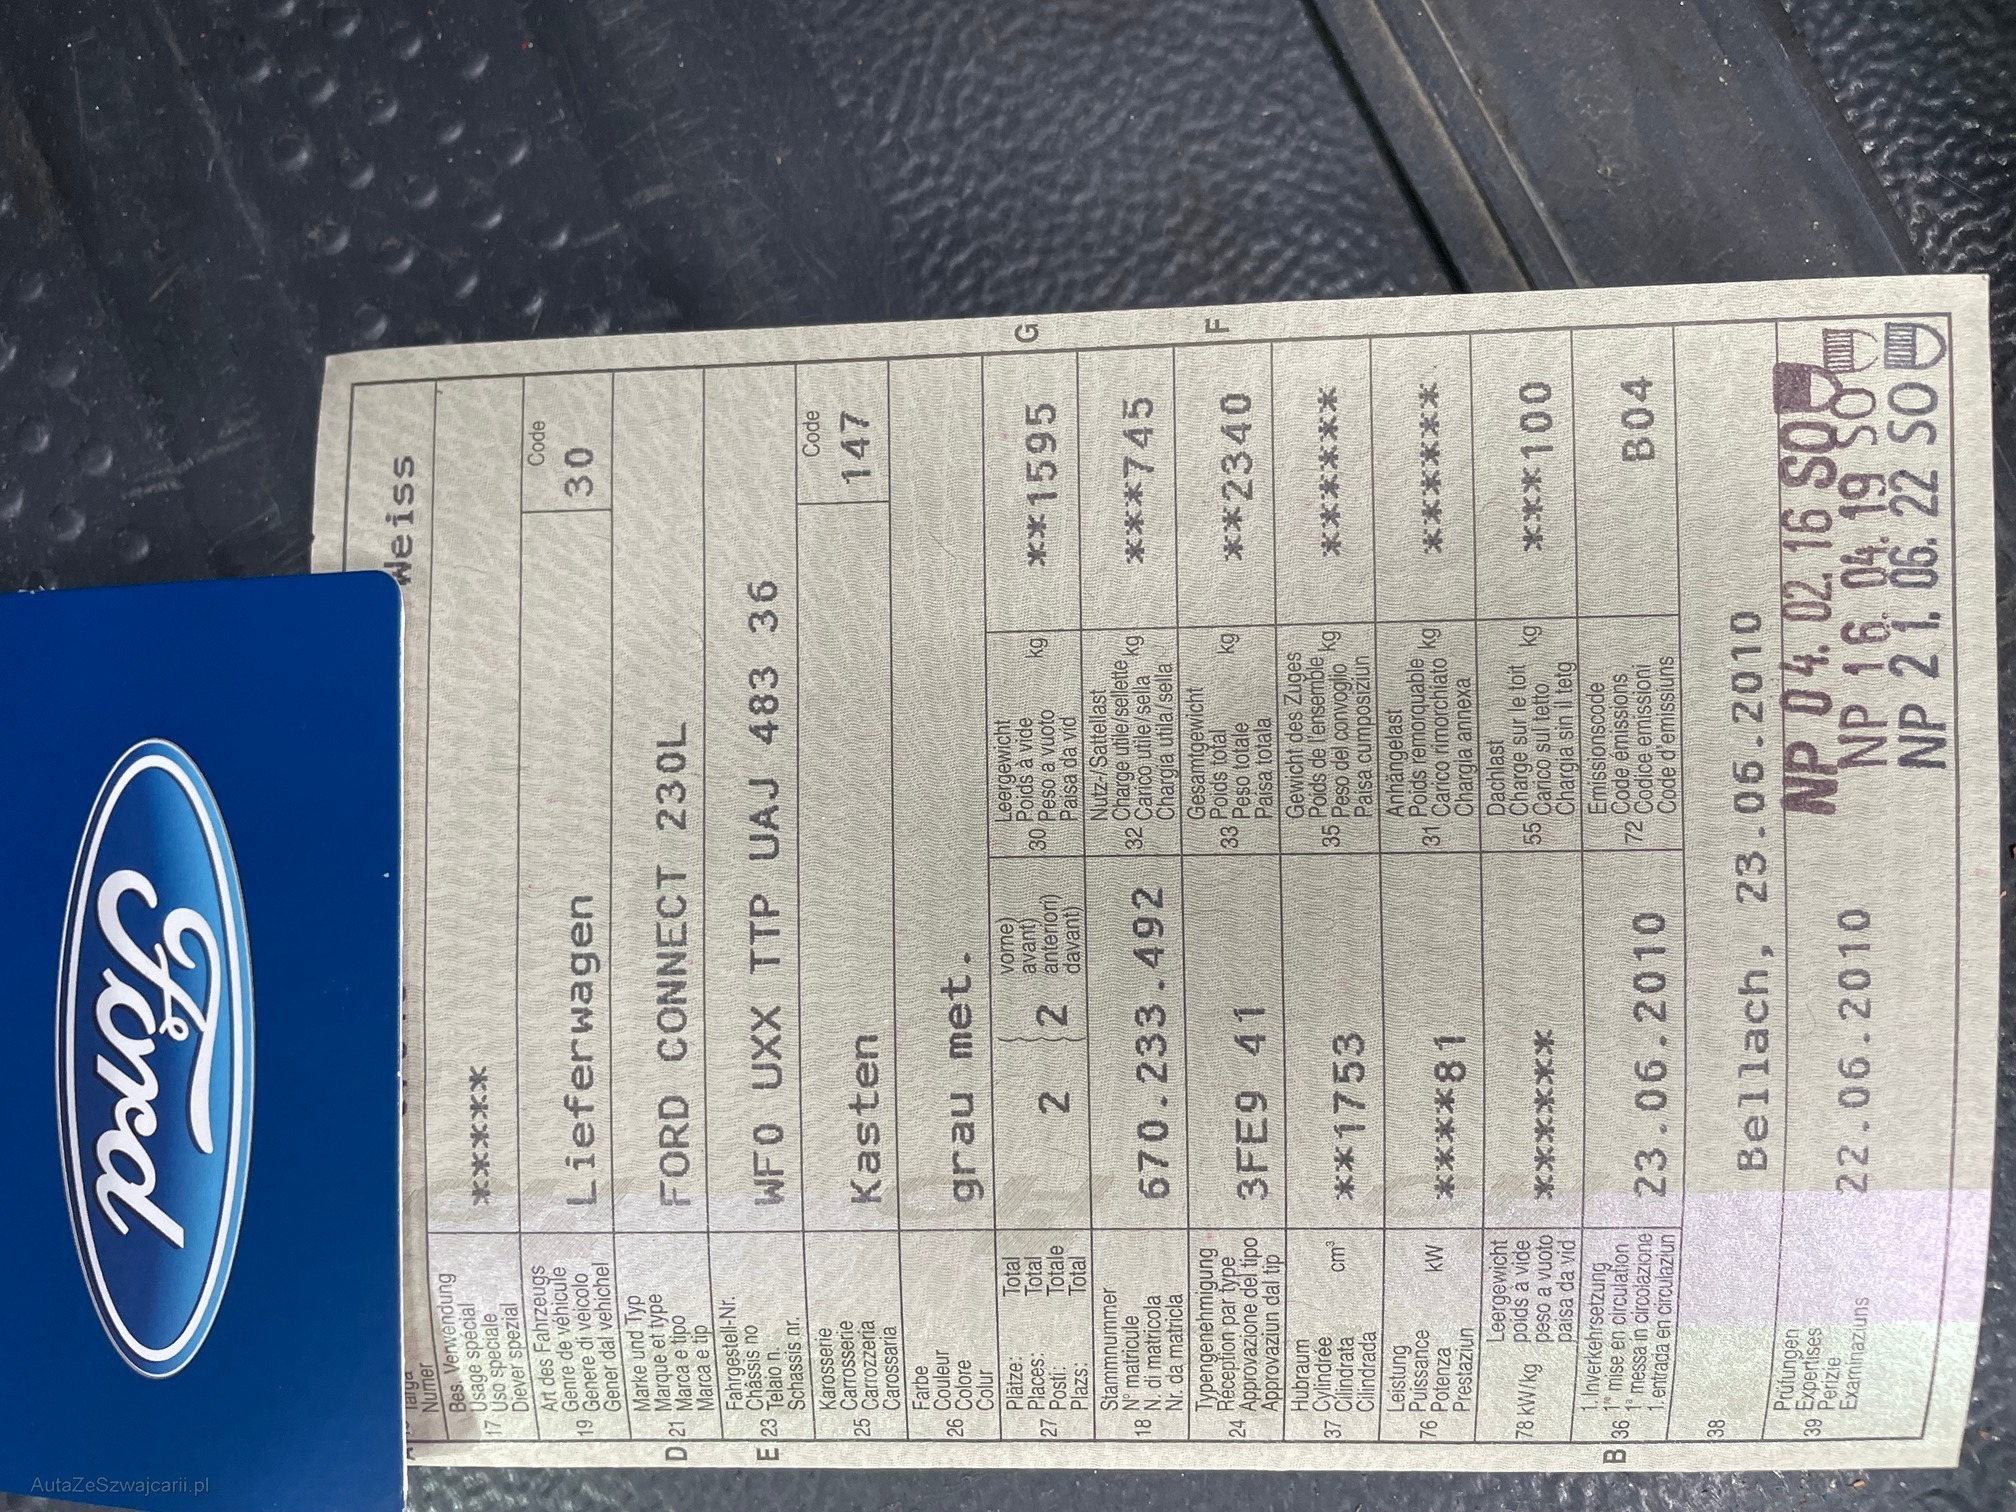 Ford
Weiss
Targa
Numer
Bes. Verwendung
Usage spécial
17 Uso speciale
Diever spezial
*****
Art des Fahrzeugs
Genre de véhicule
19 Genere di veicolo
Gener dal vehichel
Lieferwagen
Code
30
Marke und Typ
Marque et type
D 21 Marca e tipo
Marca e tip
FORD CONNECT 230L
Fahrgestell-Nr.
Châssis no
E 23 Telaio n.
Schassis nr.
WF0 UXX TTP UAJ 483 36
Karosserie
Carrosserie
25 Carozzeria
Carossaria
Kasten
Code
147
Farbe
Couleur
26 Colore
Colur
grau met.
Plätze: Total
Places: Total
27 Posti: Totale
Plazs: Total
2 2
vorne)
avant)
anteriori)
davant)
Leergewicht
Poids à vide
30 Peso a vuoto kg
Paisa da vid
**1595
G
Stammnummer
N° matricule
18 N. di matricola
Nr. da matricla
670.233.492
Nutz-/Sattellast
Charge utile/sellette
32 Carico utile/sella kg
Chargia utila/sella
***745
Typengenehmigung
Réception par type
24 Approvazione del tipo
Approvaziun dal tip
3FE9 41
Gesamtgewicht
Poids total
33 Peso totale kg
Paisa totala
**2340
F
Hubraum
Cylindrée
37 Cilindrata cm³
Cilindrada
**1753
Gewicht des Zuges
Poids de l'ensemble
35 Peso del convoglio kg
Paisa cumposiziun
*******
Leistung
Puissance
76 Potenza kW
Prestaziun
****81
Anhängelast
Poids remorquable
31 Carico rimorchiato kg
Chargia annexa
*******
Leergewicht
poids à vide
78 kW/kg peso a vuoto
paisa da vid
******
Dachlast
Charge sur le toit
55 Carico sul tetto kg
Chargia sin il tetg
***100
1. Inverkehrsetzung
1re mise en circulation
B 36 1a messa in circolazione
1. entrada en circulaziun
23.06.2010
Emissionscode
Code émissions
72 Codice emissioni
Code d'emissiuns
B04
38
Bellach, 23.06.2010
Prüfungen
Expertises
39 Perizie
Examinaziuns
22.06.2010
NP 04. 02. 16 SO
NP 16. 04. 19 SO
NP 21. 06. 22 SO
AutaZeSzwajcarii.pl